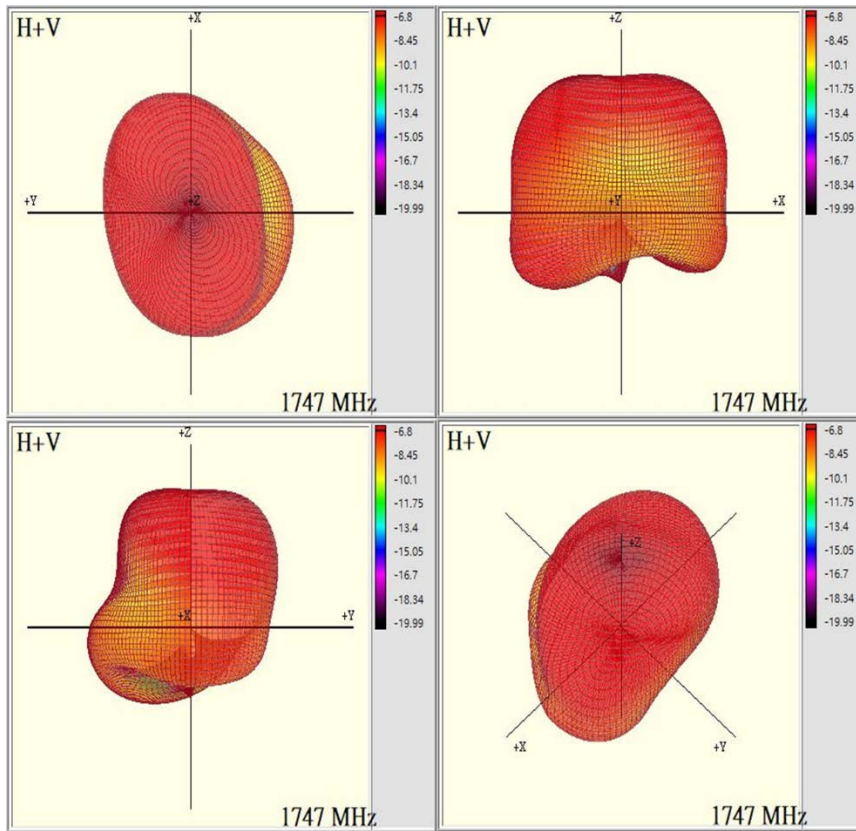 H+V
+X
+Y
+Z
-6.8
-8.45
-10.1
-11.75
-13.4
-15.05
-16.7
-18.34
-19.99
1747 MHz
H+V
+Z
+Y
+X
-6.8
-8.45
-10.1
-11.75
-13.4
-15.05
-16.7
-18.34
-19.99
1747 MHz
H+V
+Z
+X
+Y
-6.8
-8.45
-10.1
-11.75
-13.4
-15.05
-16.7
-18.34
-19.99
1747 MHz
H+V
+Z
+X
+Y
-6.8
-8.45
-10.1
-11.75
-13.4
-15.05
-16.7
-18.34
-19.99
1747 MHz